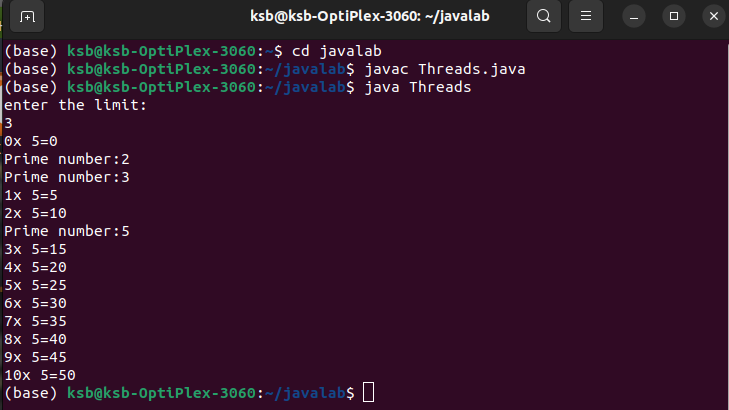 ksb@ksb-OptiPlex-3060: ~/javalab
(base) ksb@ksb-OptiPlex-3060:~$ cd javalab
(base) ksb@ksb-OptiPlex-3060:~/javalab$ javac Threads.java
(base) ksb@ksb-OptiPlex-3060:~/javalab$ java Threads
enter the limit:
3
0x 5=0
Prime number:2
Prime number:3
1x 5=5
2x 5=10
Prime number:5
3x 5=15
4x 5=20
5x 5=25
6x 5=30
7x 5=35
8x 5=40
9x 5=45
10x 5=50
(base) ksb@ksb-OptiPlex-3060:~/javalab$